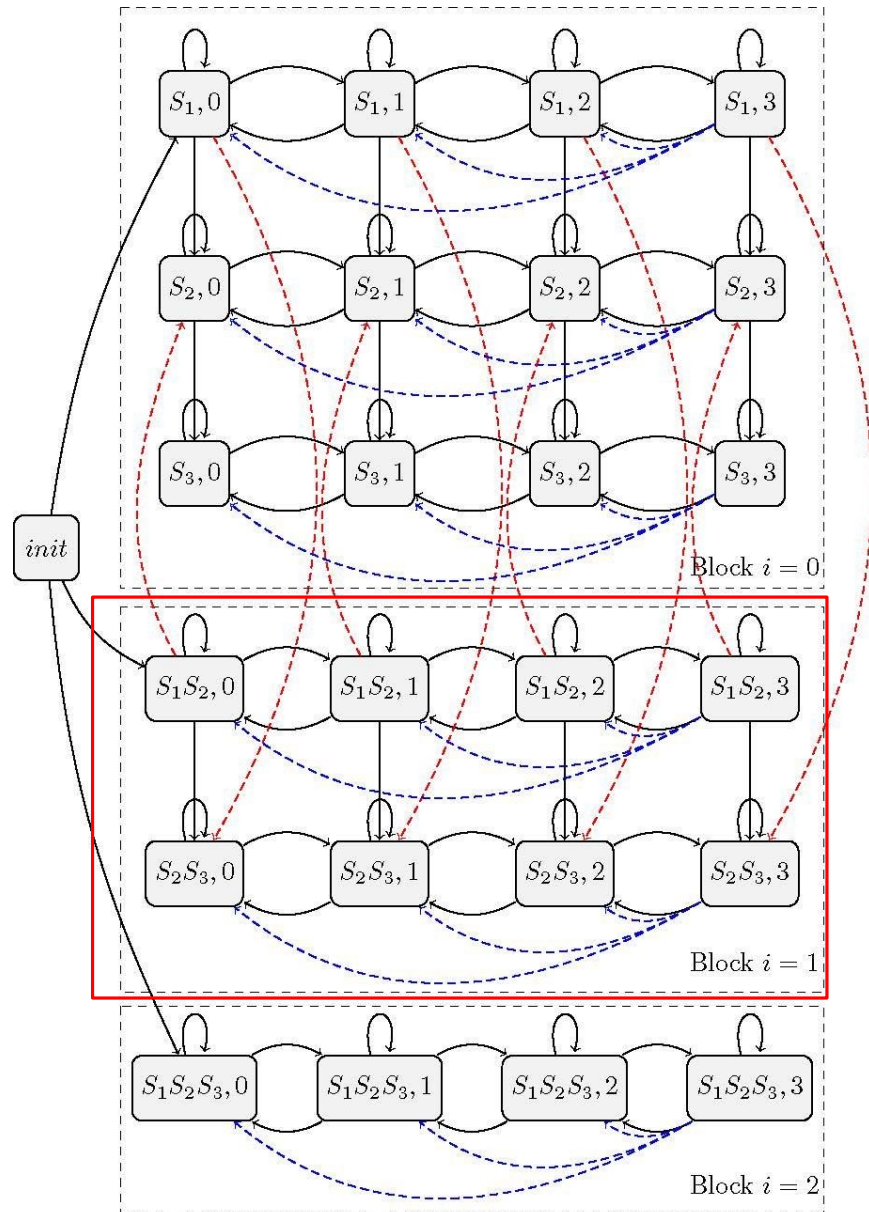 S₁, 0 S₁, 1 S₁, 2 S₁, 3
S₂, 0 S₂, 1 S₂, 2 S₂, 3
S₃, 0 S₃, 1 S₃, 2 S₃, 3
init
Block i = 0
S₁S₂, 0 S₁S₂, 1 S₁S₂, 2 S₁S₂, 3
S₂S₃, 0 S₂S₃, 1 S₂S₃, 2 S₂S₃, 3
Block i = 1
S₁S₂S₃, 0 S₁S₂S₃, 1 S₁S₂S₃, 2 S₁S₂S₃, 3
Block i = 2